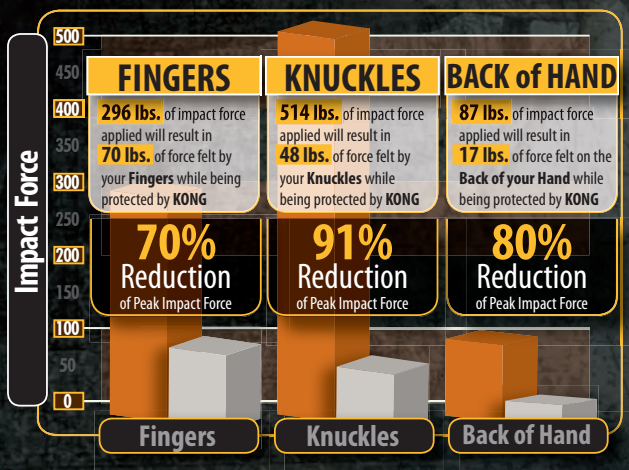 Impact Force
500
450
400
350
300
250
200
150
100
50
0
FINGERS
296 lbs. of impact force
applied will result in
70 lbs. of force felt by
your Fingers while being
protected by KONG
70%
Reduction
of Peak Impact Force
KNUCKLES
514 lbs. of impact force
applied will result in
48 lbs. of force felt by
your Knuckles while
being protected by KONG
91%
Reduction
of Peak Impact Force
BACK of HAND
87 lbs. of impact force
applied will result in
17 lbs. of force felt on the
Back of your Hand while
being protected by KONG
80%
Reduction
of Peak Impact Force
Fingers
Knuckles
Back of Hand